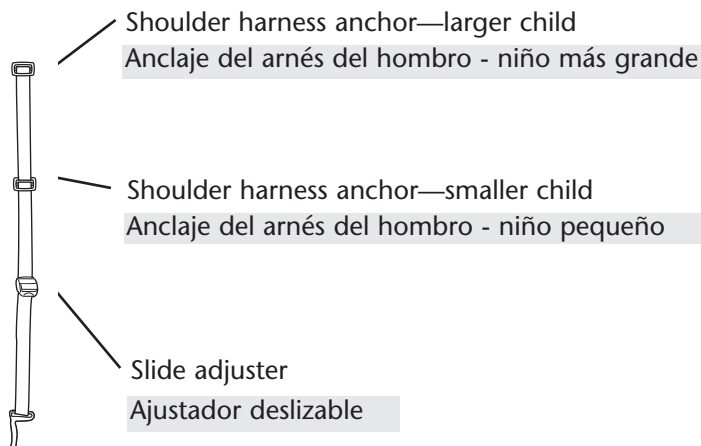 Shoulder harness anchor—larger child
Anclaje del arnés del hombro - niño más grande
Shoulder harness anchor—smaller child
Anclaje del arnés del hombro - niño pequeño
Slide adjuster
Ajustador deslizable